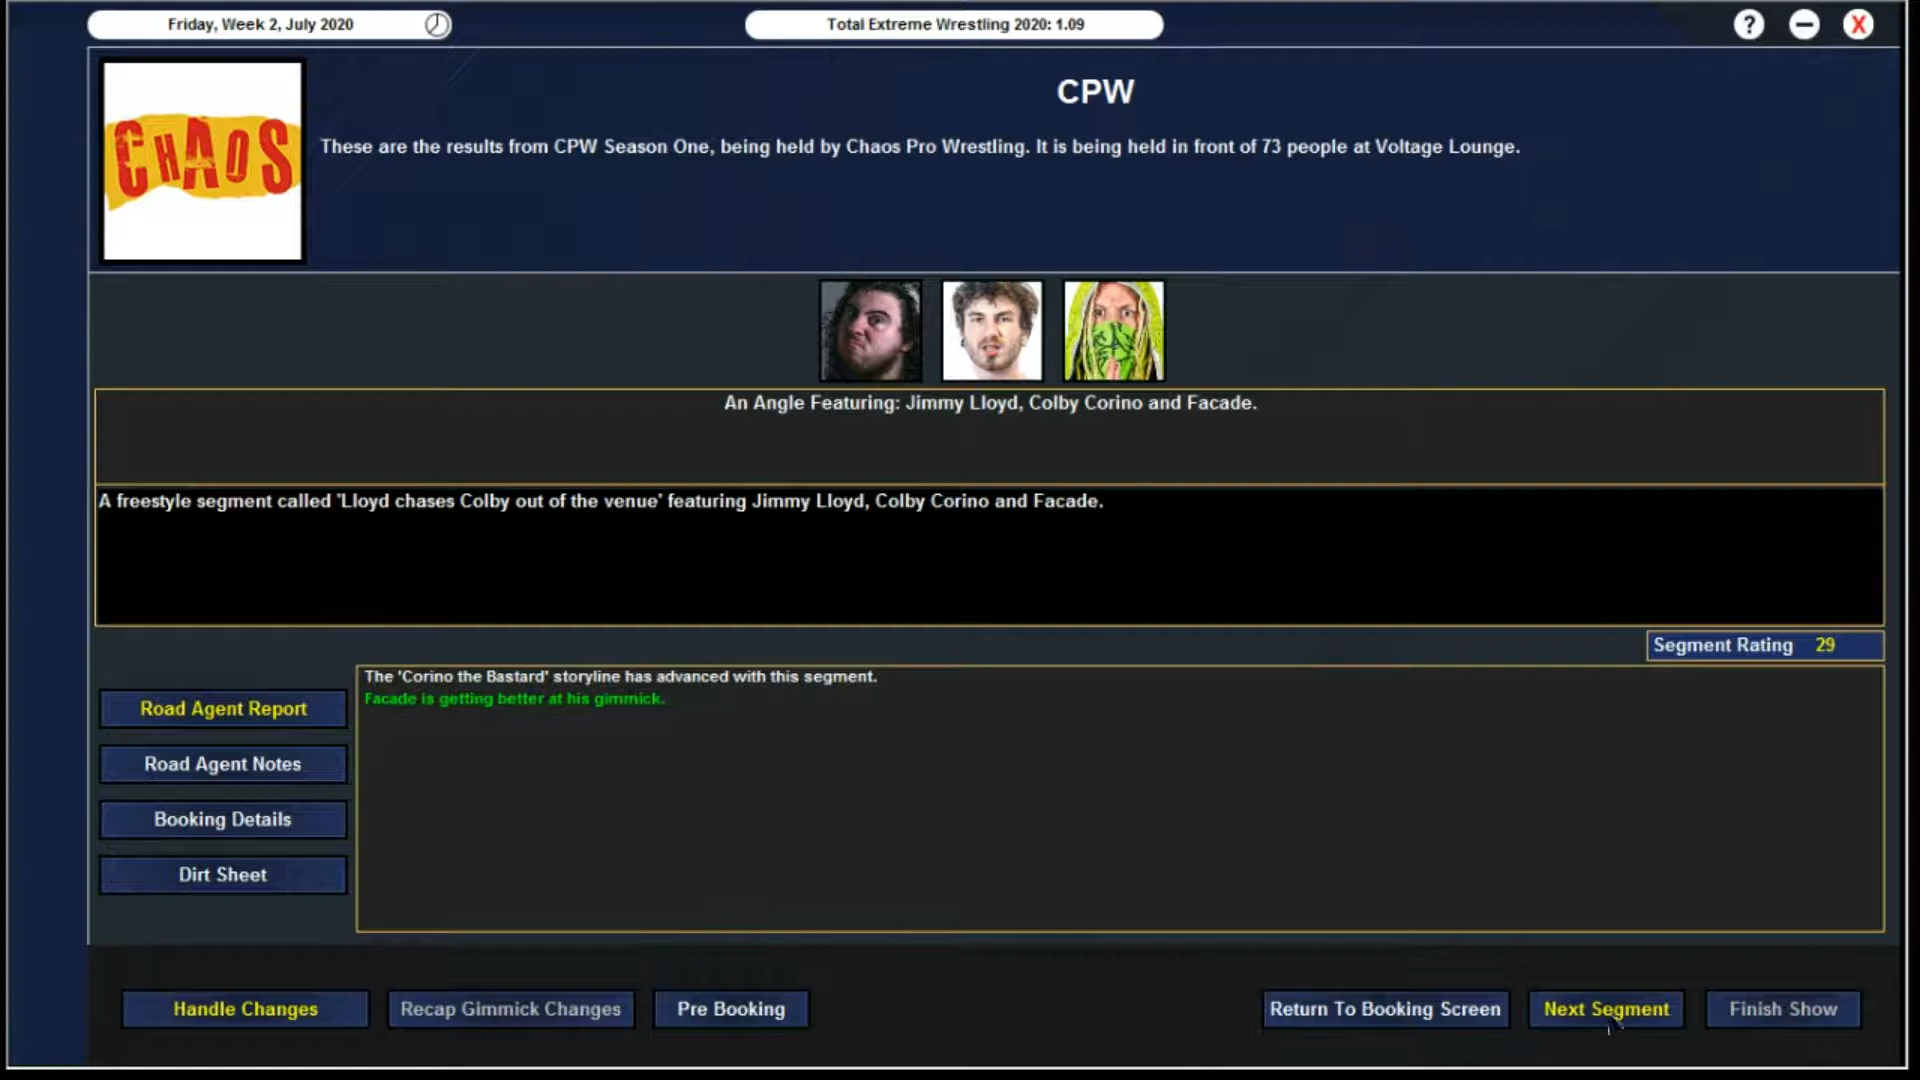 Friday, Week 2, July 2020
Total Extreme Wrestling 2020: 1.09
?
X
CHAOS
CPW
These are the results from CPW Season One, being held by Chaos Pro Wrestling. It is being held in front of 73 people at Voltage Lounge.
An Angle Featuring: Jimmy Lloyd, Colby Corino and Facade.
A freestyle segment called 'Lloyd chases Colby out of the venue' featuring Jimmy Lloyd, Colby Corino and Facade.
Segment Rating 29
Road Agent Report
Road Agent Notes
Booking Details
Dirt Sheet
The 'Corino the Bastard' storyline has advanced with this segment.
Facade is getting better at his gimmick.
Handle Changes
Recap Gimmick Changes
Pre Booking
Return To Booking Screen
Next Segment
Finish Show